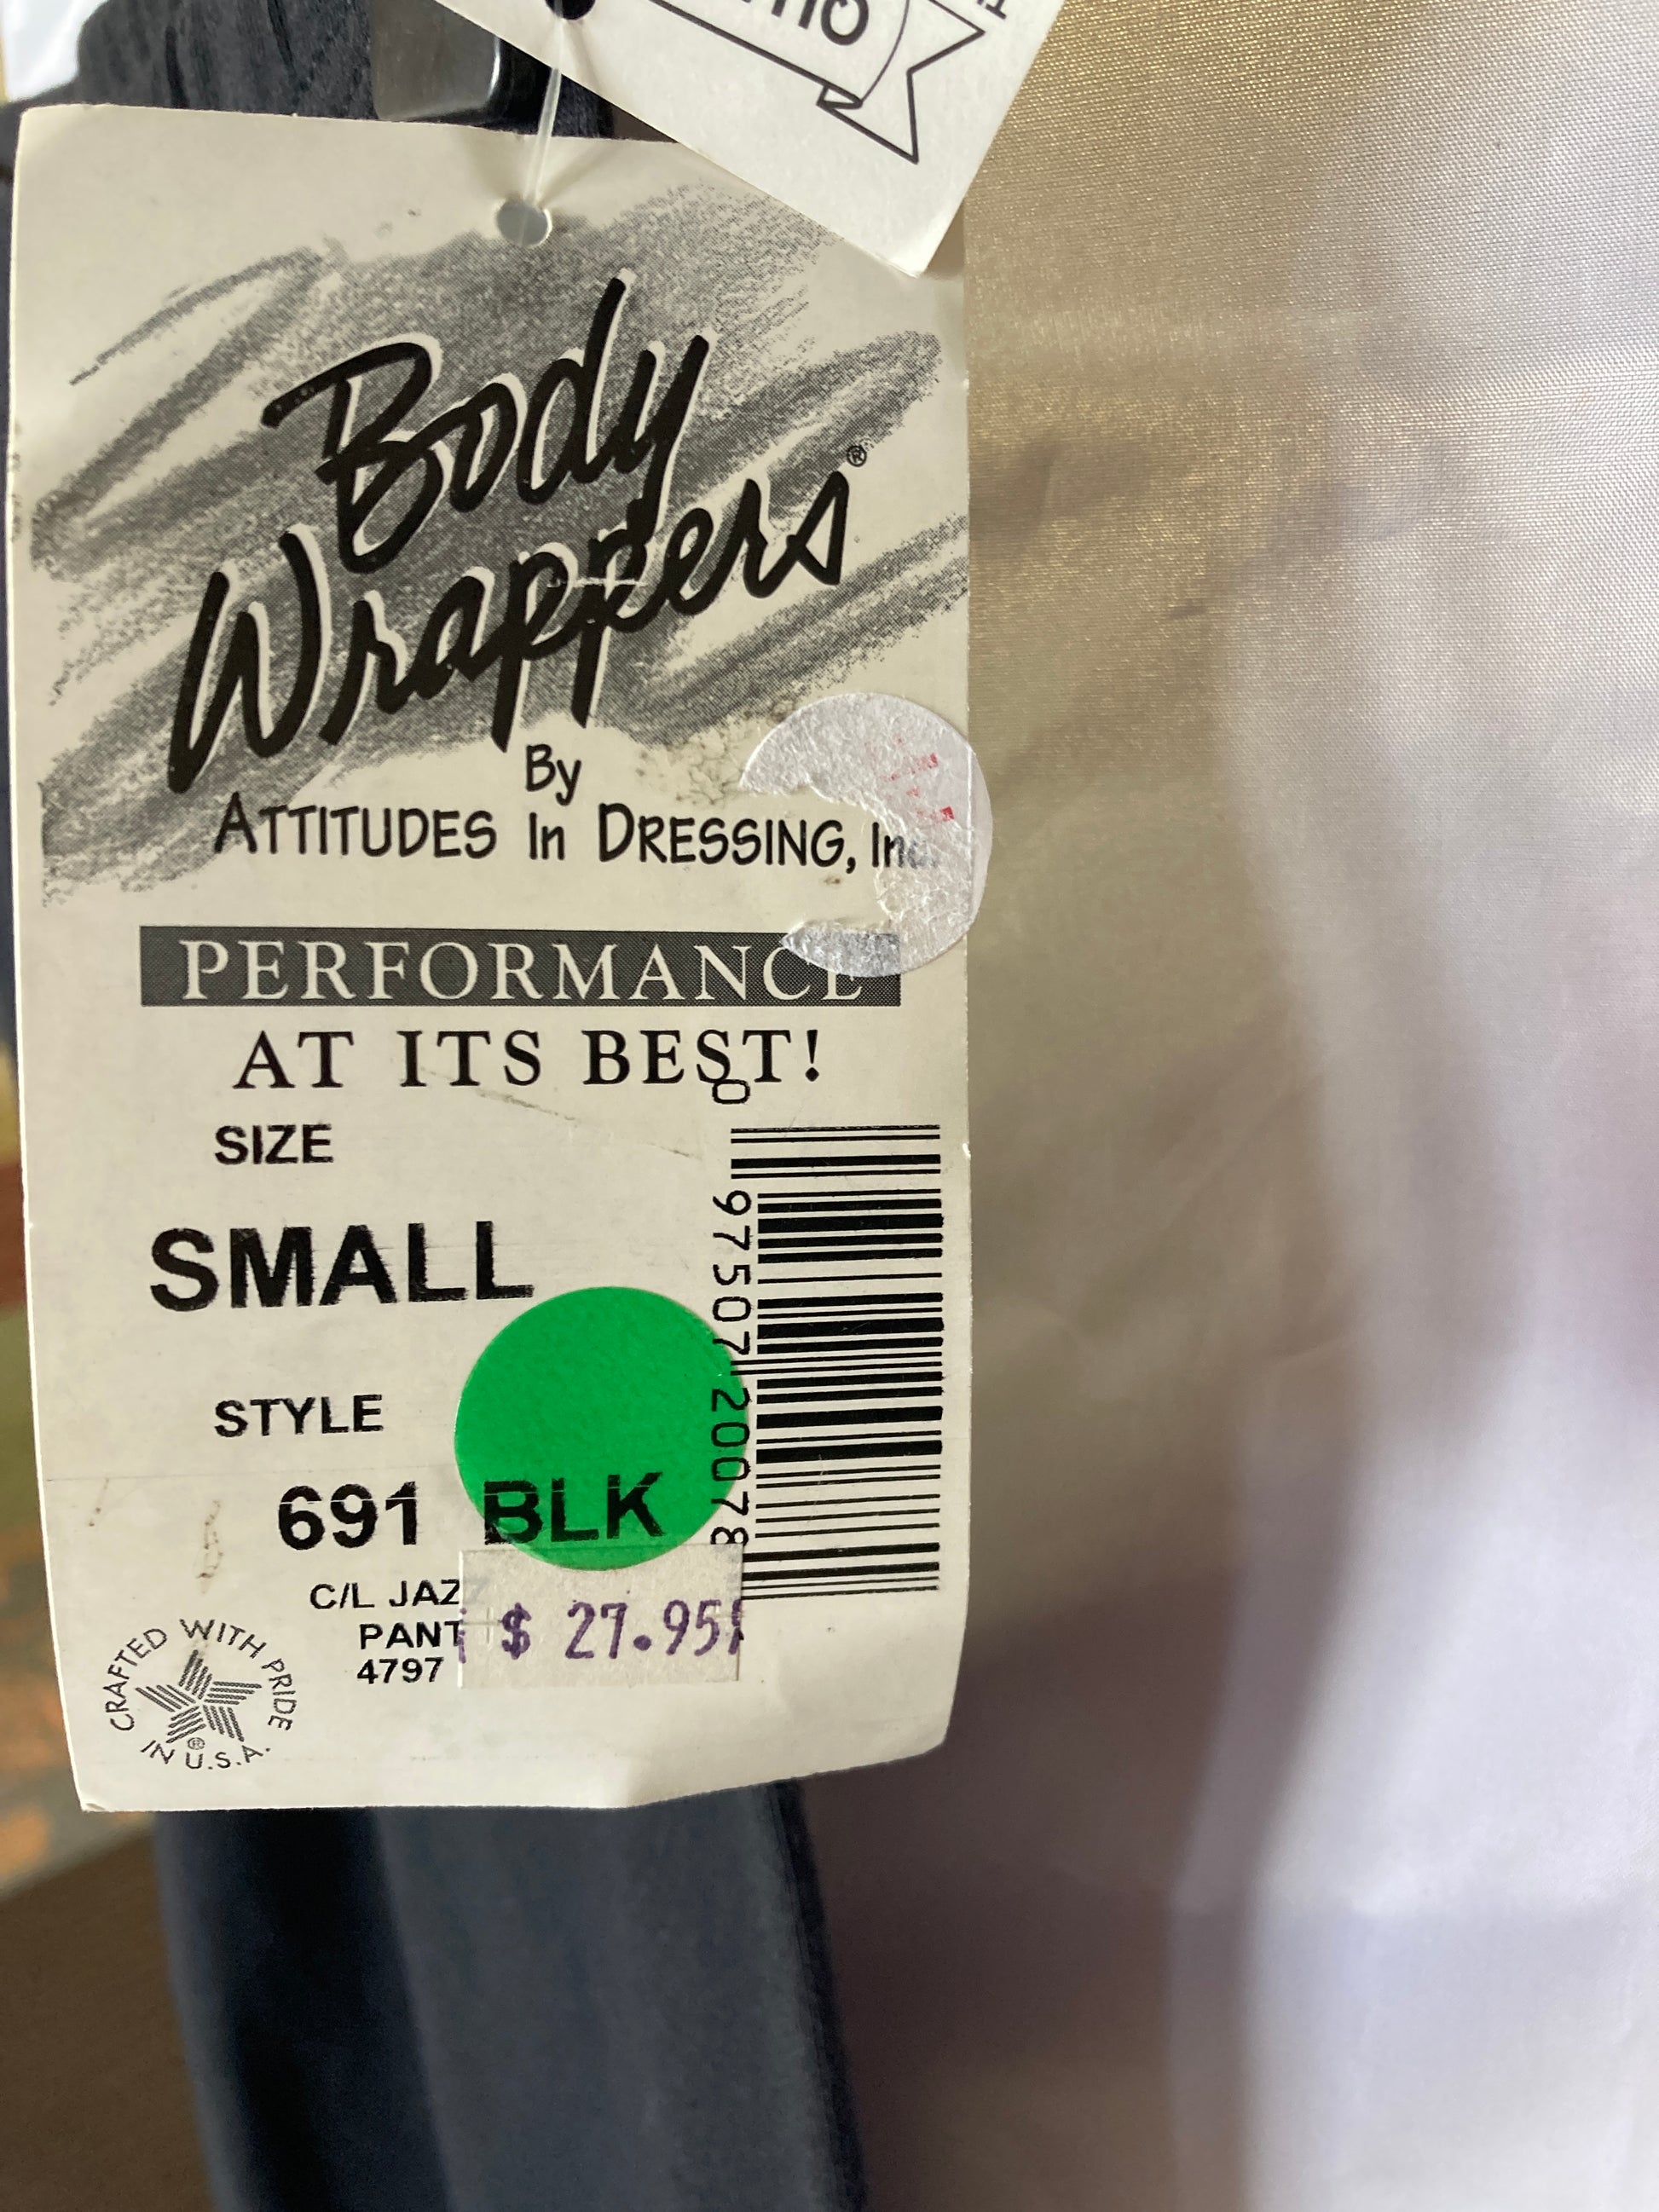 Body
Wrappers®
By
ATTITUDES In DRESSING, Inc.
PERFORMANCE
AT ITS BEST!
SIZE
SMALL
STYLE
691 BLK
C/L JAZZ
PANT
4797
$ 27.95
0 97507 20078
CRAFTED WITH PRIDE
IN U.S.A.
®